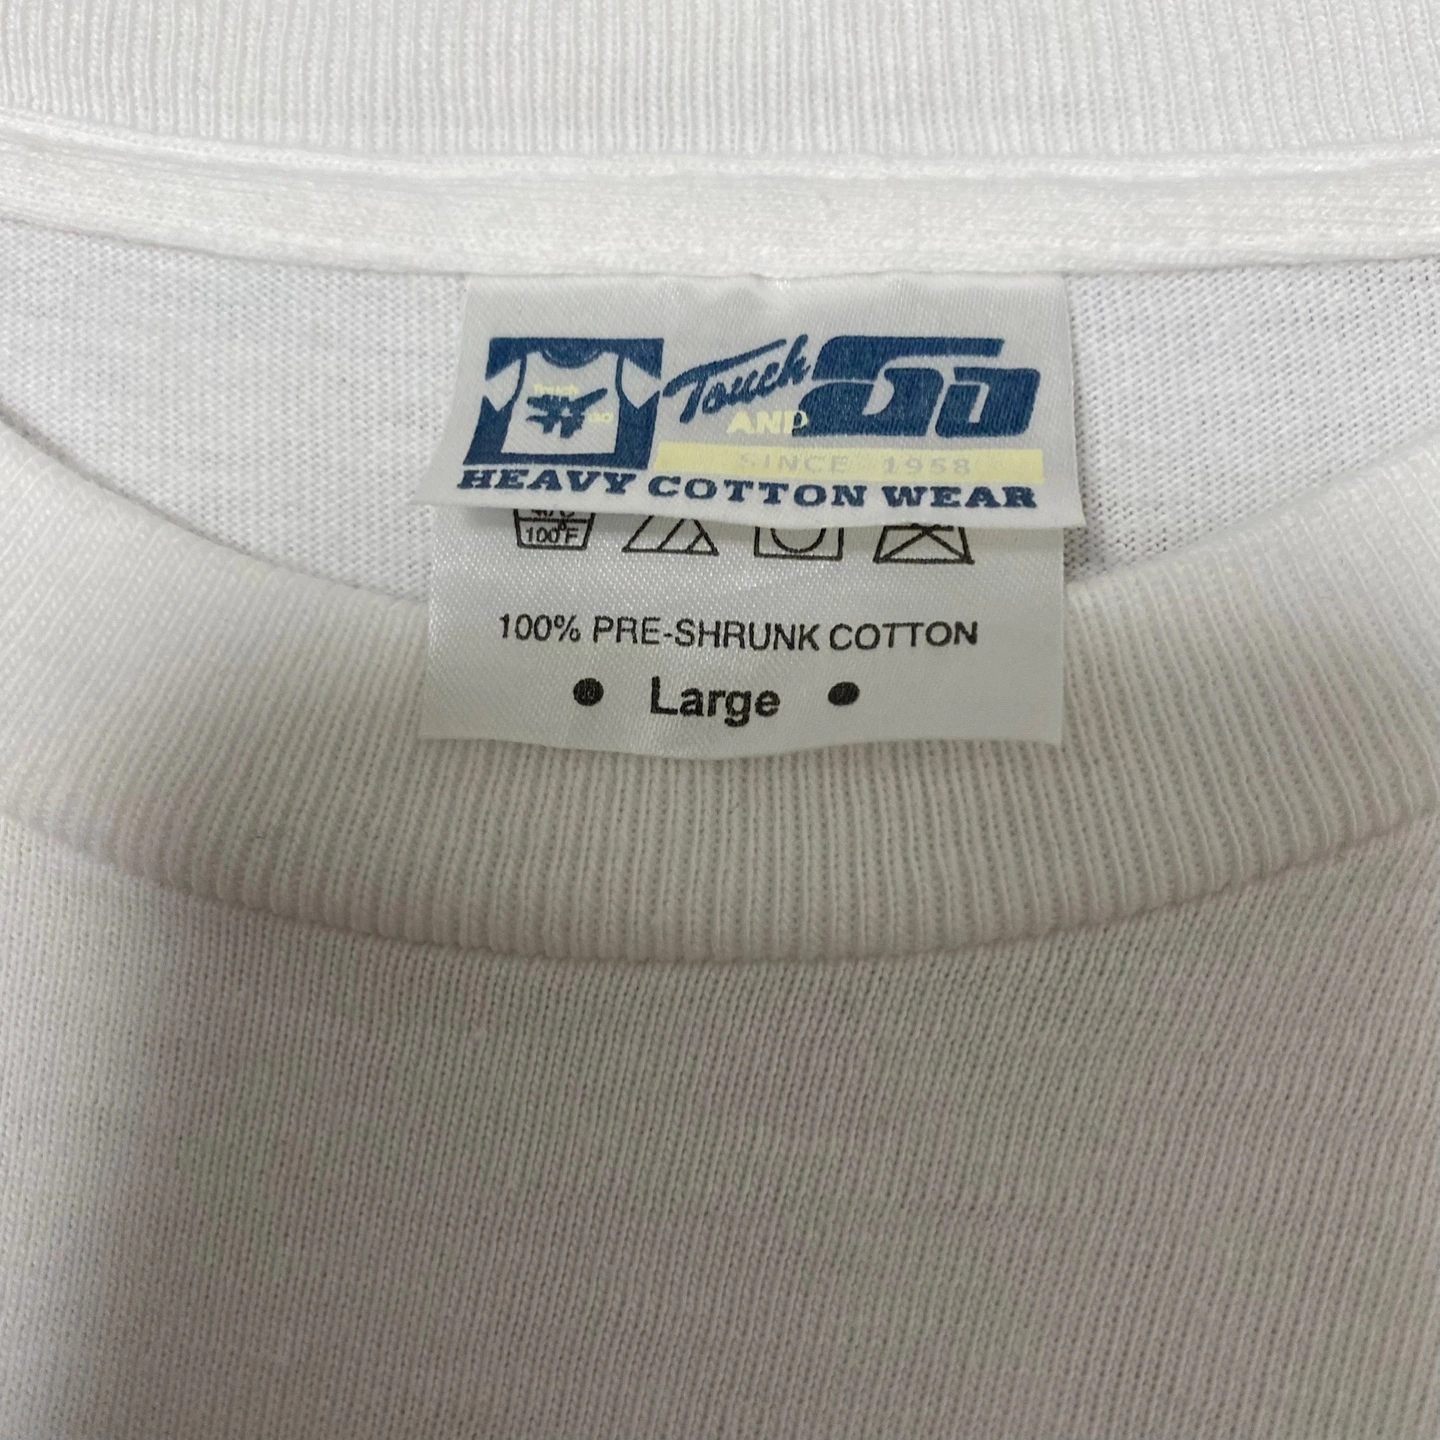 Touch
AND GO
SINCE 1958
HEAVY COTTON WEAR
100°F
100% PRE-SHRUNK COTTON
• Large •